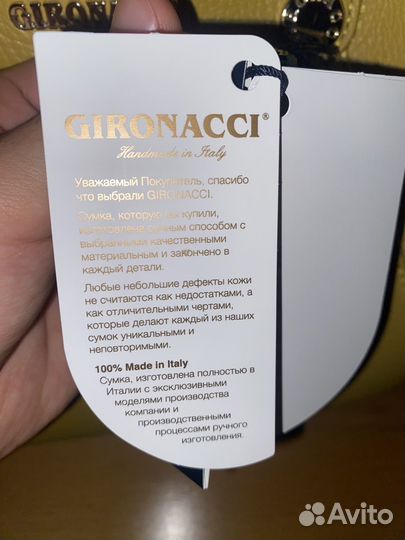 GIRONACCI
GIRONACCI®
Handmade in Italy
Уважаемый Покупатель, спасибо
что выбрали GIRONACCI.
Сумка, которую вы купили,
изготовлена ручным способом с
выбранными качественными
материальным и закончено в
каждый детали.
Любые небольшие дефекты кожи
не считаются как недостатками, а
как отличительными чертами,
которые делают каждый из наших
сумок уникальными и
неповторимыми.
100% Made in Italy
Сумка, изготовлена полностью в
Италии с эксклюзивными
моделями производства
компании и
производственными
процессами ручного
изготовления.
Avito